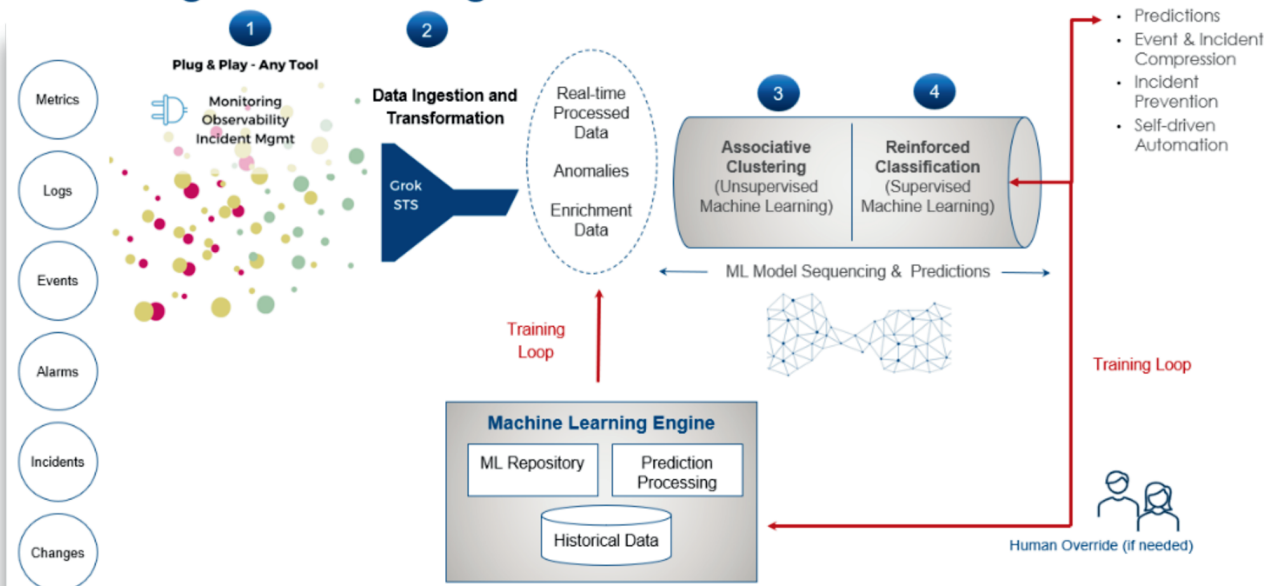 1
2
Plug & Play - Any Tool
Monitoring
Observability
Incident Mgmt
Metrics
Logs
Events
Alarms
Incidents
Changes
Data Ingestion and
Transformation
Grok
STS
Real-time
Processed
Data
Anomalies
Enrichment
Data
3
4
Associative
Clustering
(Unsupervised
Machine Learning)
Reinforced
Classification
(Supervised
Machine Learning)
ML Model Sequencing & Predictions
• Predictions
• Event & Incident
Compression
• Incident
Prevention
• Self-driven
Automation
Training
Loop
Training Loop
Machine Learning Engine
ML Repository
Prediction
Processing
Historical Data
Human Override (if needed)